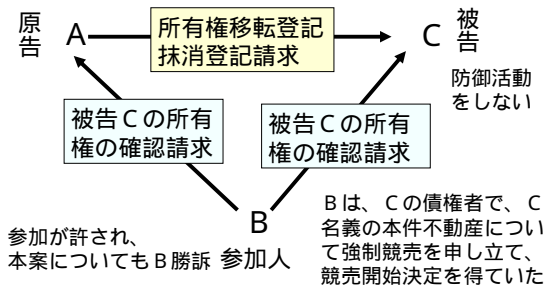 原告
A
所有権移転登記
抹消登記請求
C
被告
防御活動
をしない
被告Cの所有
権の確認請求
被告Cの所有
権の確認請求
B
参加人
参加が許され、
本案についてもB勝訴
Bは、Cの債権者で、C
名義の本件不動産につい
て強制競売を申し立て、
競売開始決定を得ていた